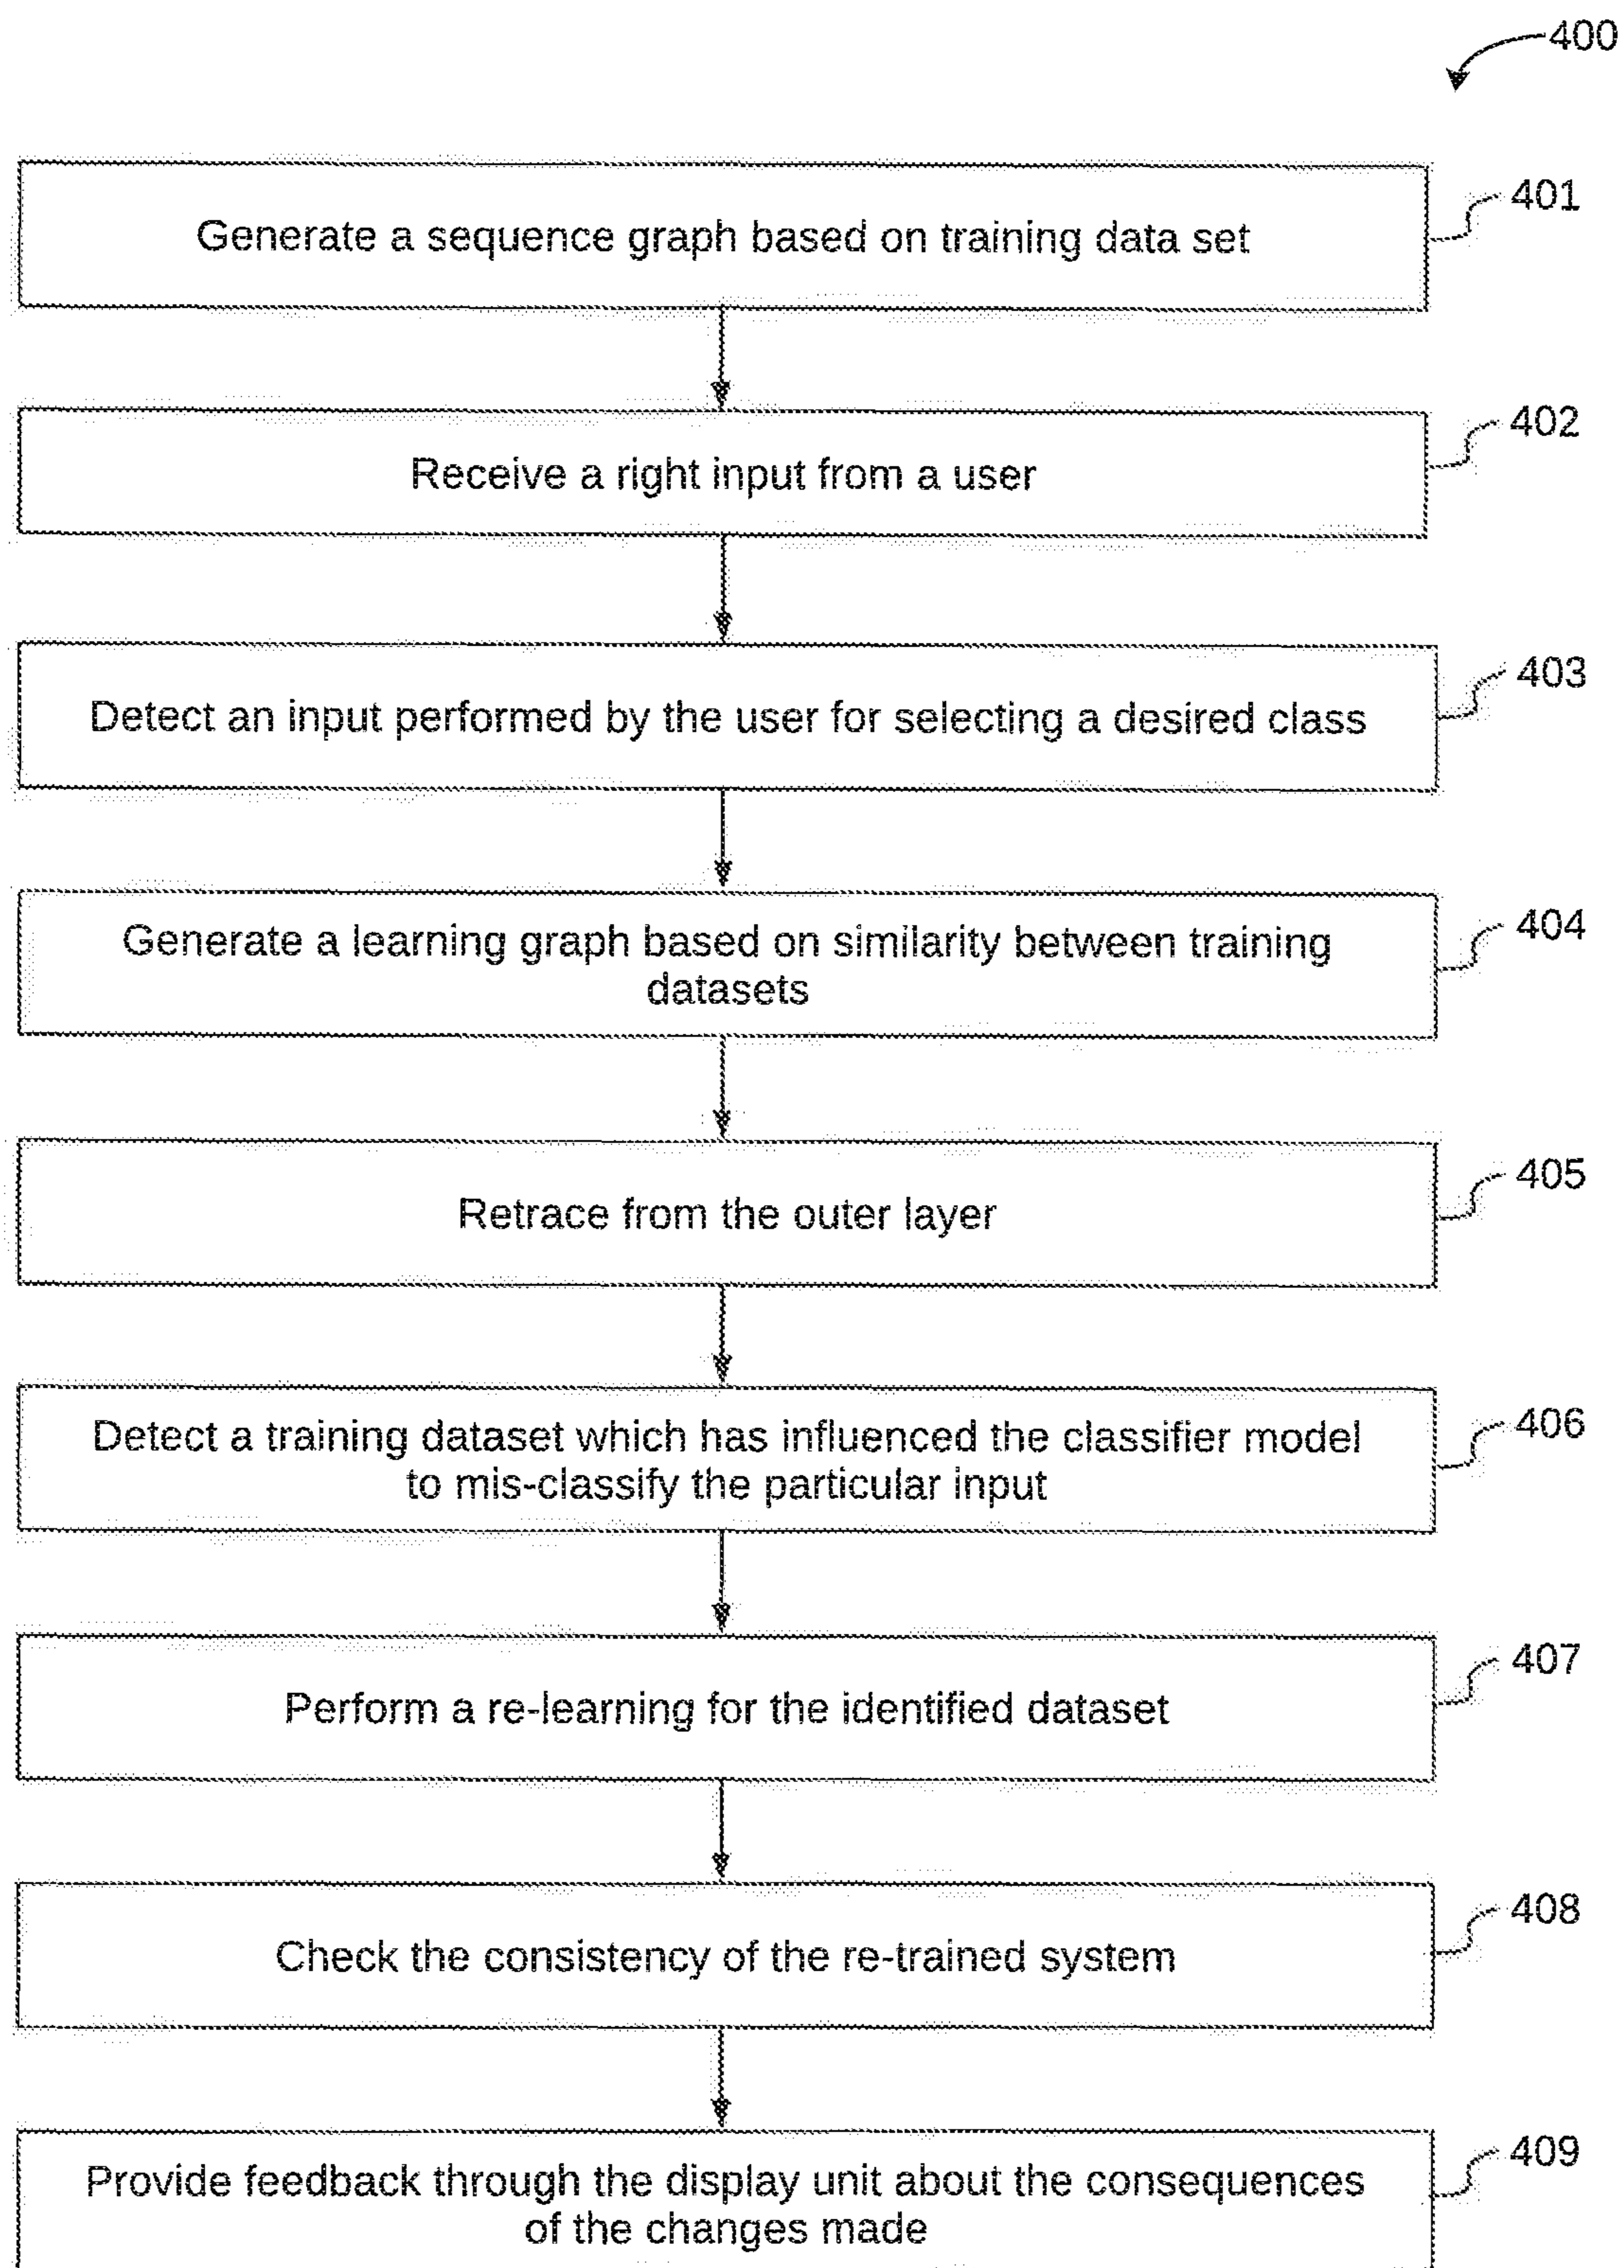 400
401
Generate a sequence graph based on training data set
402
Receive a right input from a user
403
Detect an input performed by the user for selecting a desired class
404
Generate a learning graph based on similarity between training
datasets
405
Retrace from the outer layer
406
Detect a training dataset which has influenced the classifier model
to mis-classify the particular input
407
Perform a re-learning for the identified dataset
408
Check the consistency of the re-trained system
409
Provide feedback through the display unit about the consequences
of the changes made